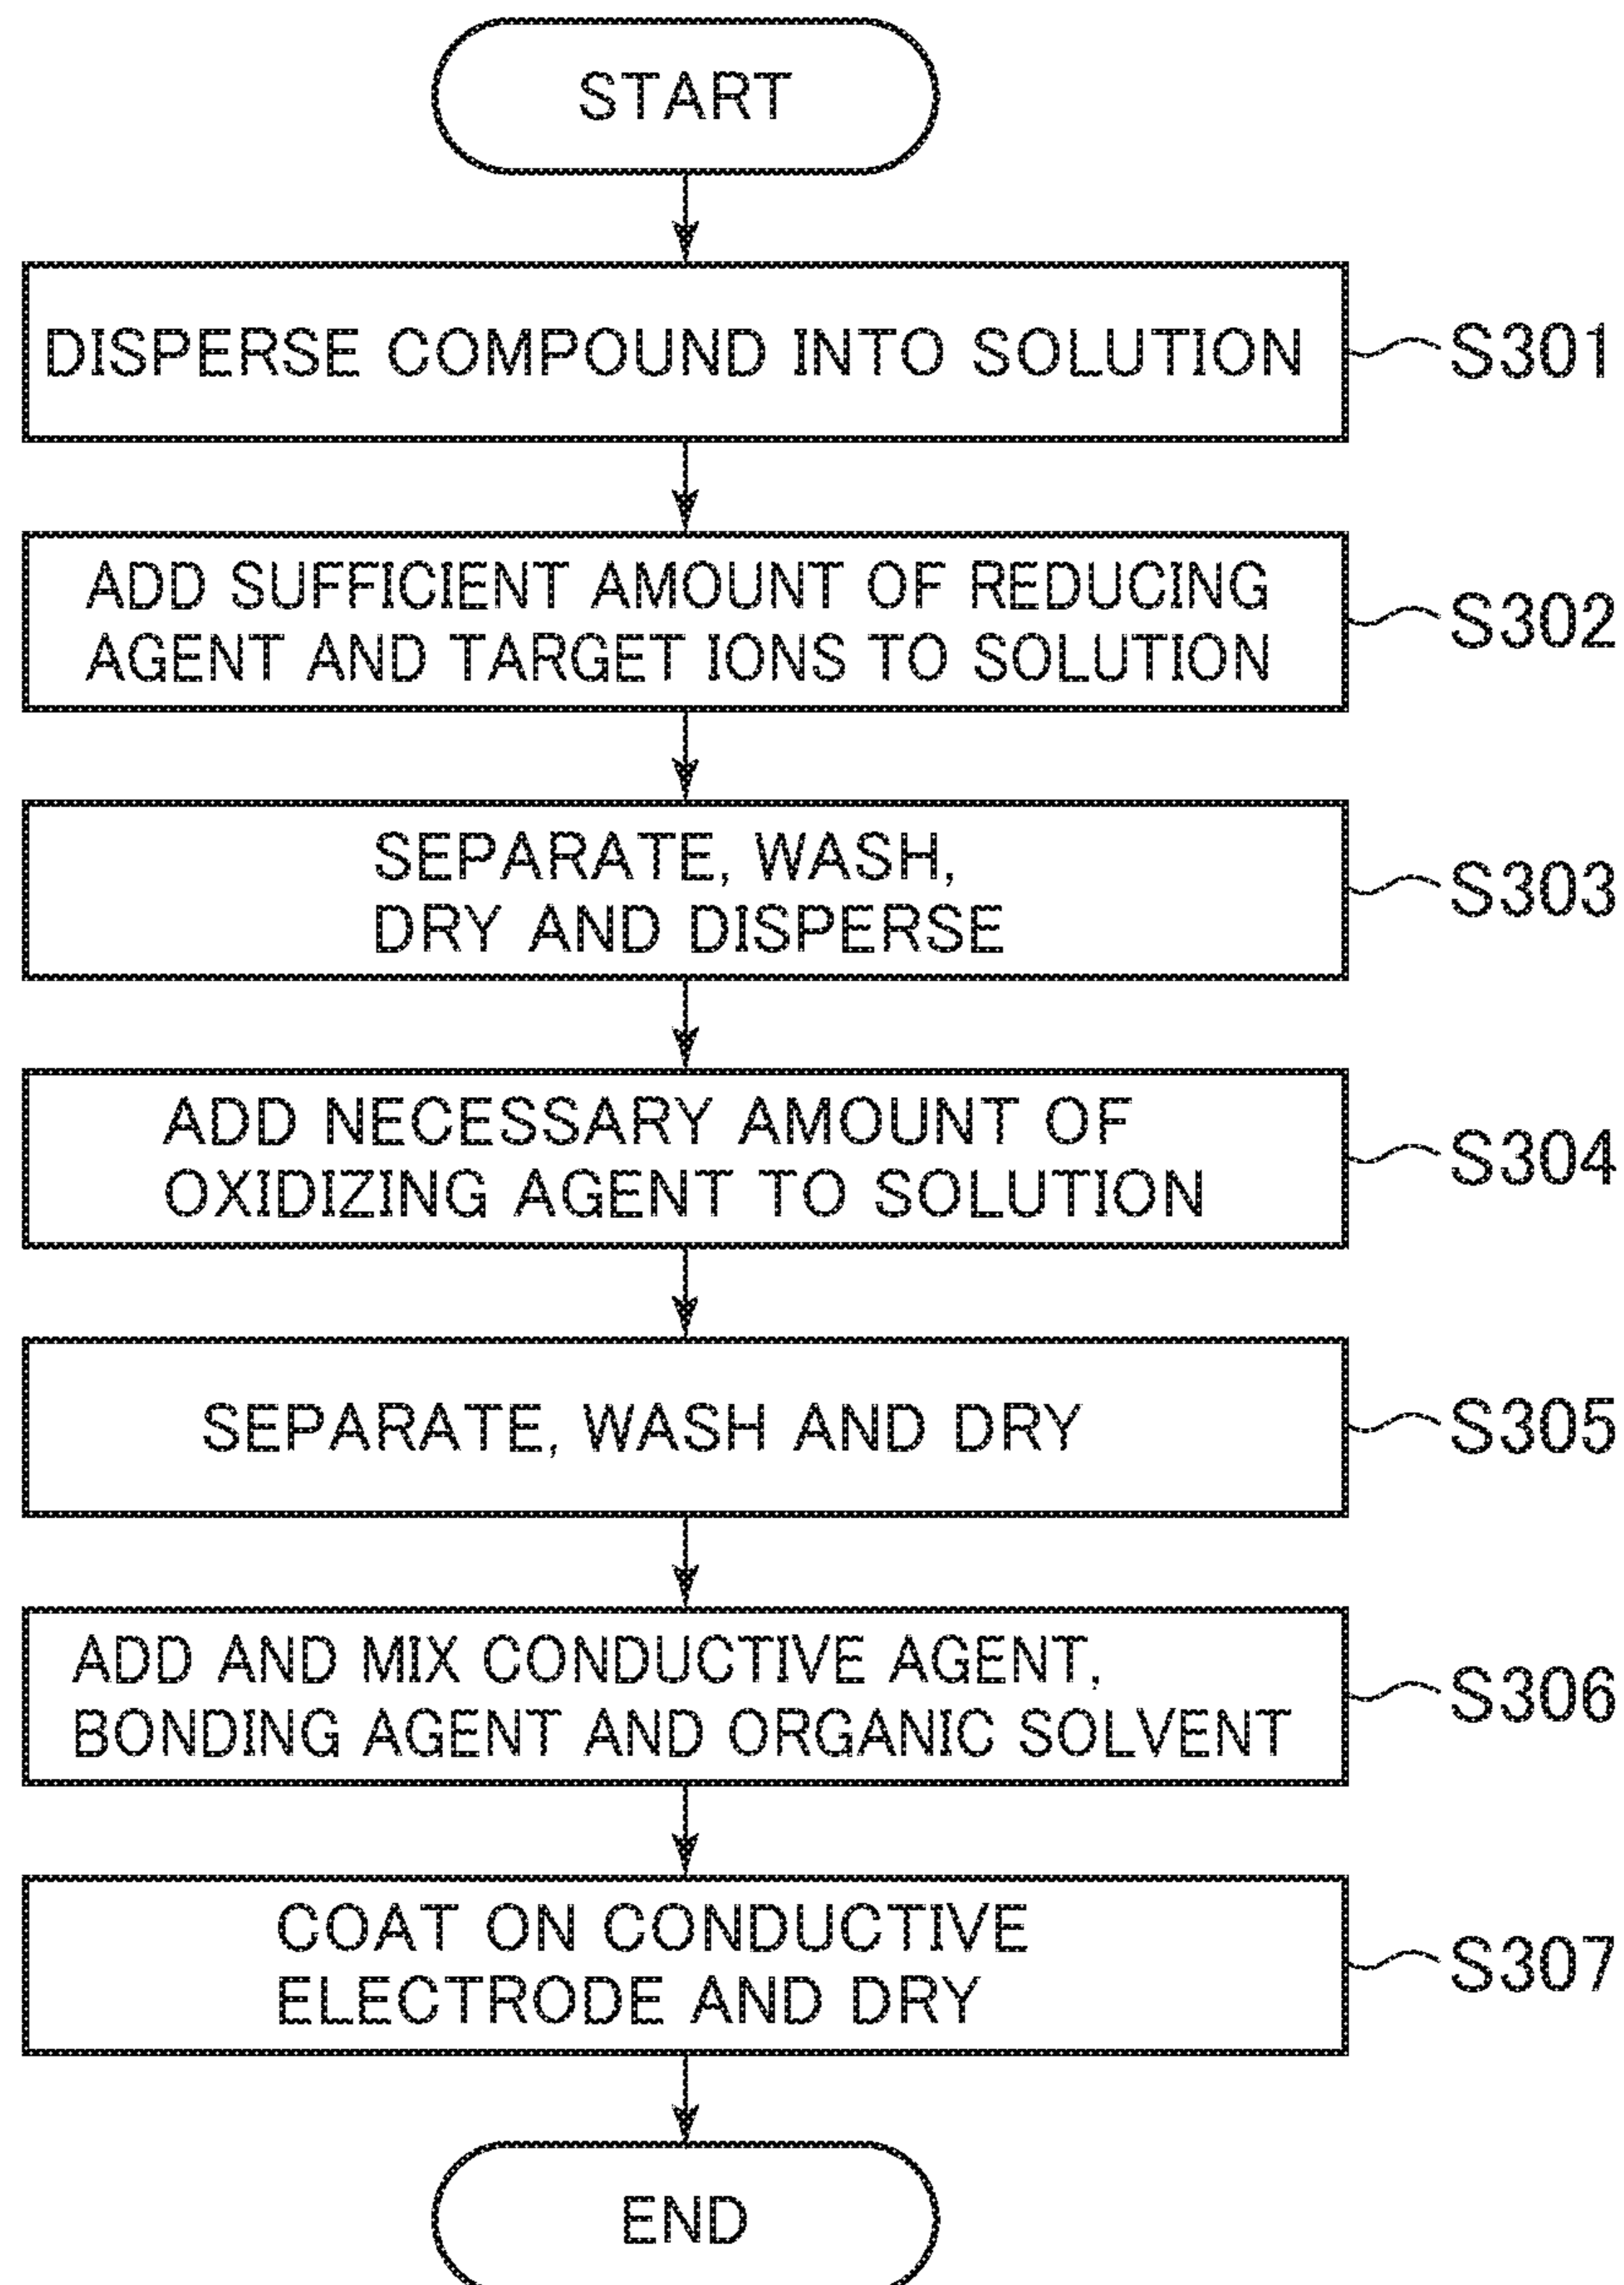 START
DISPERSE COMPOUND INTO SOLUTION
S301
ADD SUFFICIENT AMOUNT OF REDUCING
AGENT AND TARGET IONS TO SOLUTION
S302
SEPARATE, WASH,
DRY AND DISPERSE
S303
ADD NECESSARY AMOUNT OF
OXIDIZING AGENT TO SOLUTION
S304
SEPARATE, WASH AND DRY
S305
ADD AND MIX CONDUCTIVE AGENT,
BONDING AGENT AND ORGANIC SOLVENT
S306
COAT ON CONDUCTIVE
ELECTRODE AND DRY
S307
END